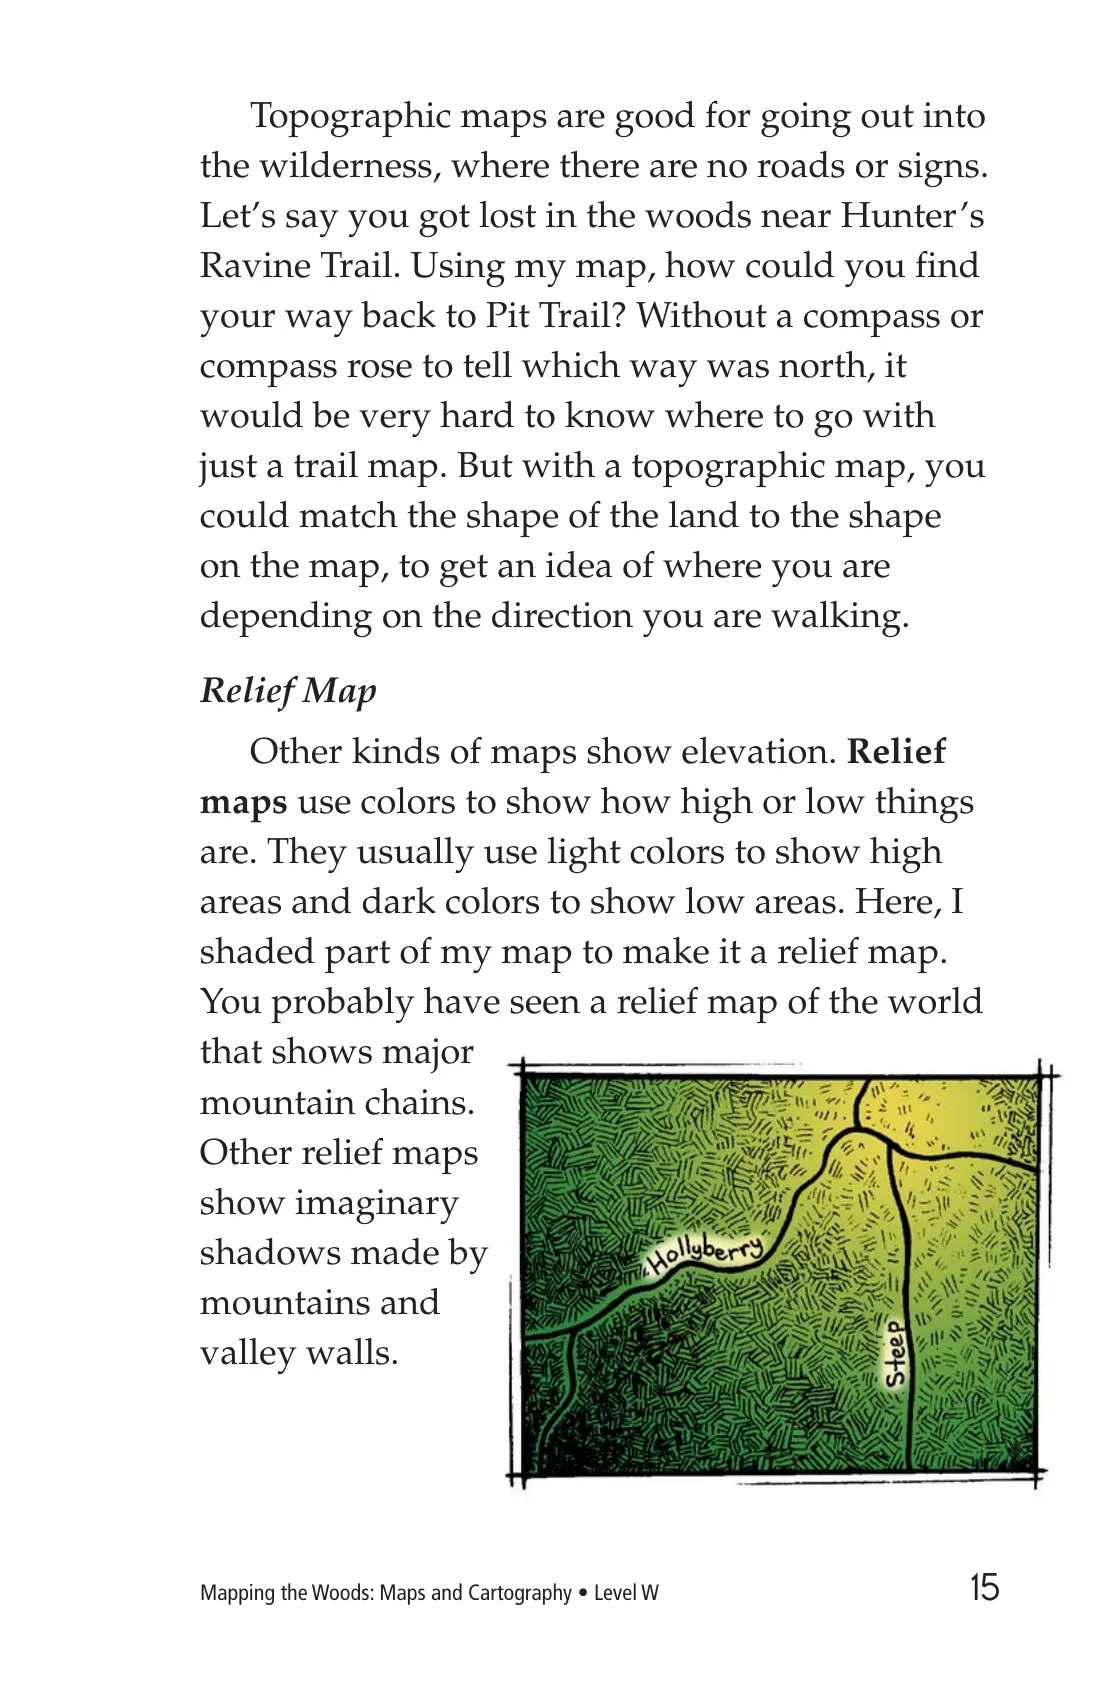 Topographic maps are good for going out into
the wilderness, where there are no roads or signs.
Let’s say you got lost in the woods near Hunter’s
Ravine Trail. Using my map, how could you find
your way back to Pit Trail? Without a compass or
compass rose to tell which way was north, it
would be very hard to know where to go with
just a trail map. But with a topographic map, you
could match the shape of the land to the shape
on the map, to get an idea of where you are
depending on the direction you are walking.
Relief Map
Other kinds of maps show elevation. Relief
maps use colors to show how high or low things
are. They usually use light colors to show high
areas and dark colors to show low areas. Here, I
shaded part of my map to make it a relief map.
You probably have seen a relief map of the world
that shows major
mountain chains.
Other relief maps
show imaginary
shadows made by
mountains and
valley walls.
Hollyberry
Steep
Mapping the Woods: Maps and Cartography • Level W
15